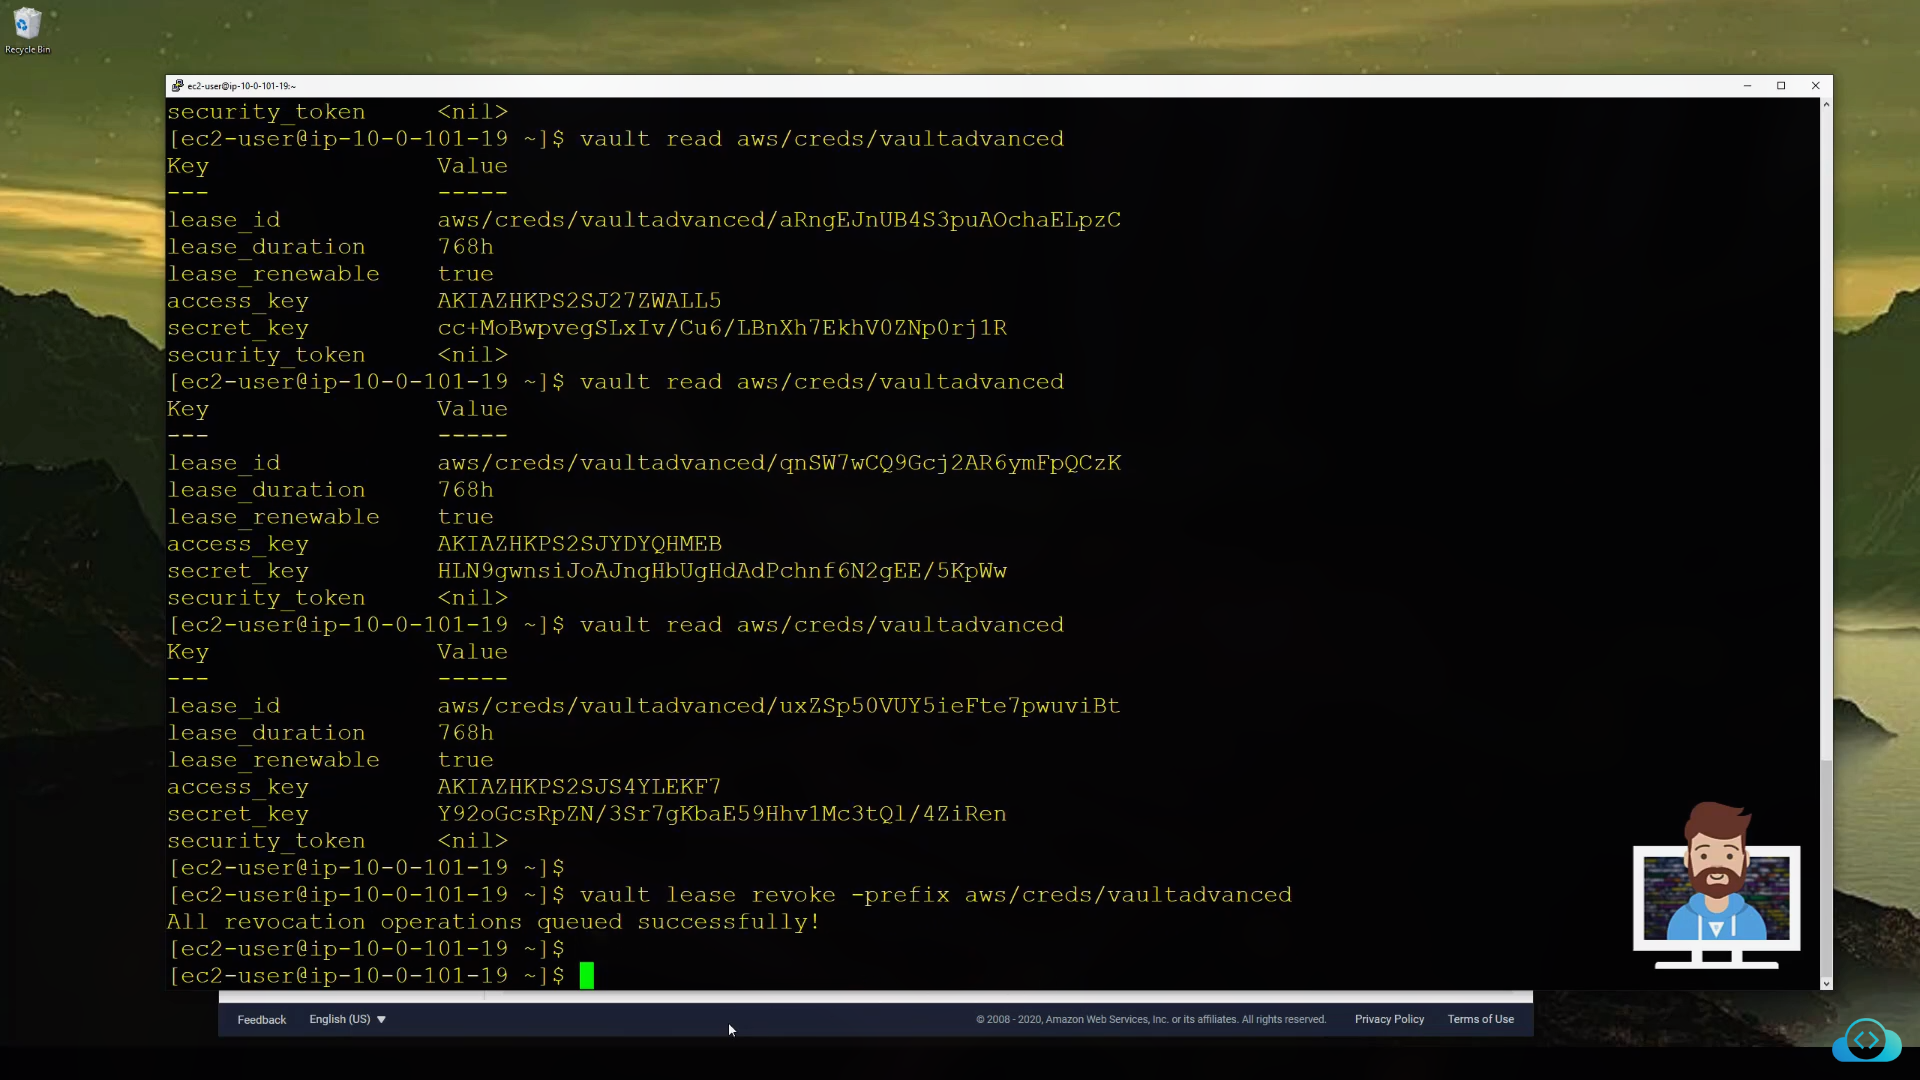 Recycle Bin
ec2-user@ip-10-0-101-19:~
security_token <nil>
[ec2-user@ip-10-0-101-19 ~]$ vault read aws/creds/vaultadvanced
Key Value
--- -----
lease_id aws/creds/vaultadvanced/aRngEJnUB4S3puAOchaELpzC
lease_duration 768h
lease_renewable true
access_key AKIAZHKPS2SJ27ZWALL5
secret_key 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
security_token <nil>
[ec2-user@ip-10-0-101-19 ~]$ vault read aws/creds/vaultadvanced
Key Value
--- -----
lease_id aws/creds/vaultadvanced/qnSW7wCQ9Gcj2AR6ymFpQCzK
lease_duration 768h
lease_renewable true
access_key AKIAZHKPS2SJYDYQHMEB
secret_key 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
security_token <nil>
[ec2-user@ip-10-0-101-19 ~]$ vault read aws/creds/vaultadvanced
Key Value
--- -----
lease_id aws/creds/vaultadvanced/uxZSp50VUY5ieFte7pwuviBt
lease_duration 768h
lease_renewable true
access_key AKIAZHKPS2SJS4YLEKF7
secret_key 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
security_token <nil>
[ec2-user@ip-10-0-101-19 ~]$
[ec2-user@ip-10-0-101-19 ~]$ vault lease revoke -prefix aws/creds/vaultadvanced
All revocation operations queued successfully!
[ec2-user@ip-10-0-101-19 ~]$
[ec2-user@ip-10-0-101-19 ~]$
Feedback English (US) © 2008 - 2020, Amazon Web Services, Inc. or its affiliates. All rights reserved. Privacy Policy Terms of Use